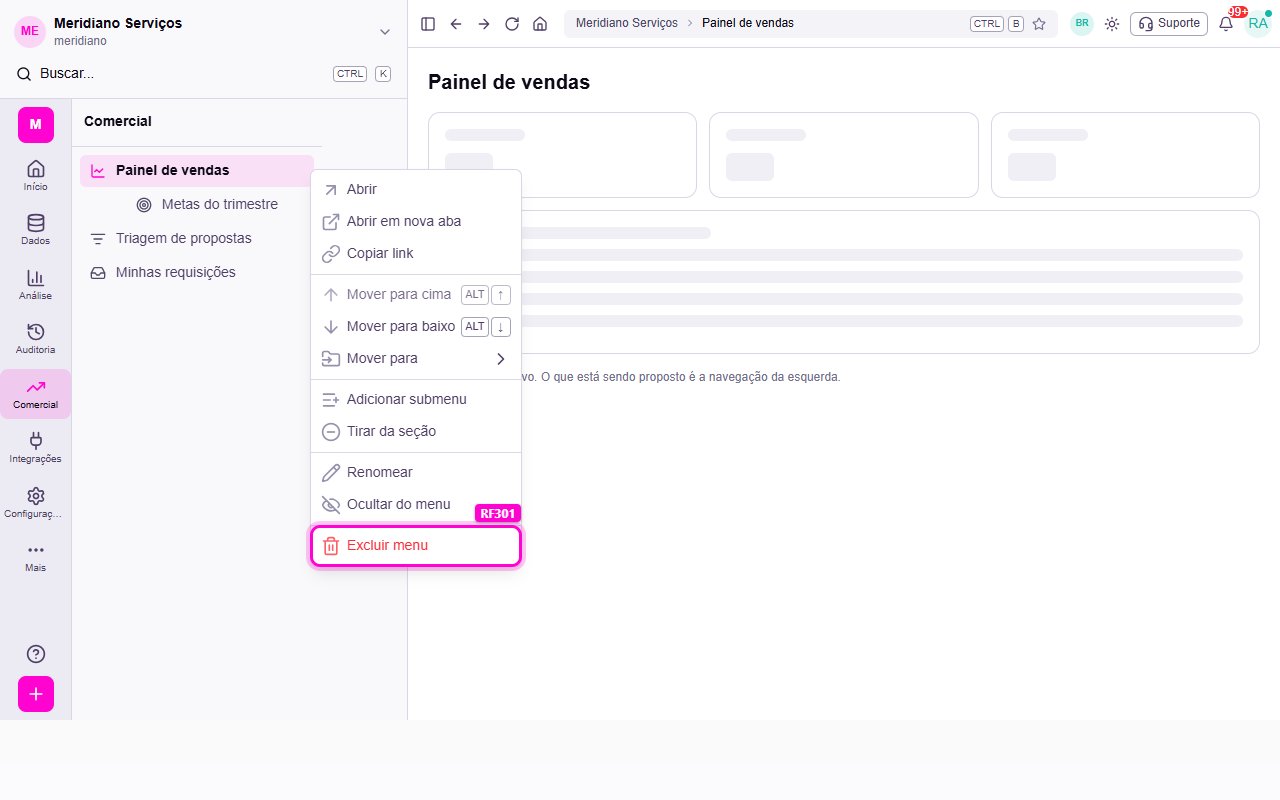 ME
Meridiano Serviços
meridiano
Buscar...
CTRL K
M
Início
Dados
Análise
Auditoria
Comercial
Integrações
Configuraç...
Mais
Comercial
Painel de vendas
Metas do trimestre
Triagem de propostas
Minhas requisições
Meridiano Serviços > Painel de vendas
CTRL B
BR
Suporte
99+
RA
Painel de vendas
Abrir
Abrir em nova aba
Copiar link
Mover para cima ALT ↑
Mover para baixo ALT ↓
Mover para
Adicionar submenu
Tirar da seção
Renomear
Ocultar do menu
RF301
Excluir menu
vo. O que está sendo proposto é a navegação da esquerda.